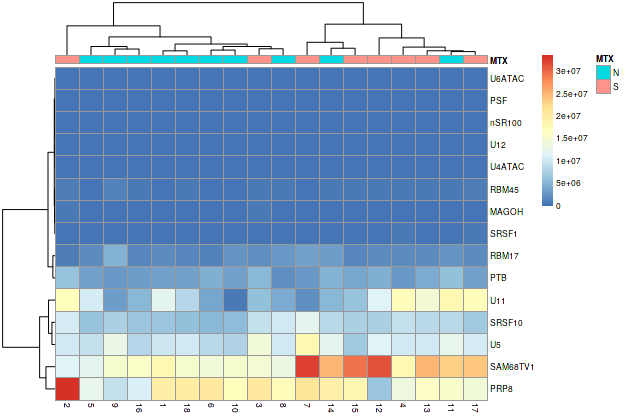 MTX
MTX
N
S
3e+07
2.5e+07
2e+07
1.5e+07
1e+07
5e+06
0
U6ATAC
PSF
nSR100
U12
U4ATAC
RBM45
MAGOH
SRSF1
RBM17
PTB
U11
SRSF10
U5
SAM68TV1
PRP8
2 5 9 16 1 18 6 10 3 8 7 14 15 12 4 13 11 17